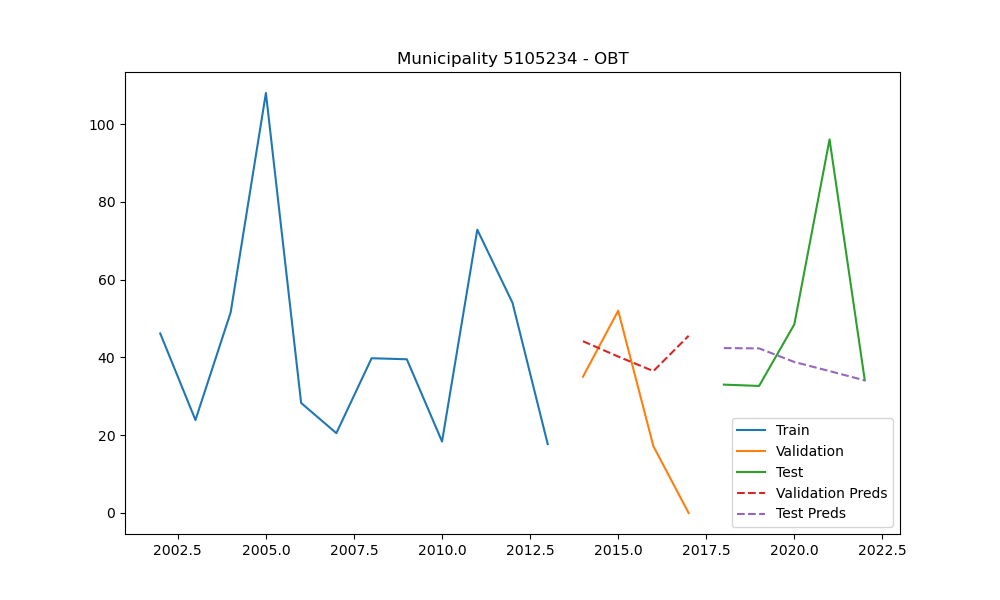 Municipality 5105234 - OBT
100
80
60
40
20
0
2002.5 2005.0 2007.5 2010.0 2012.5 2015.0 2017.5 2020.0 2022.5
Train
Validation
Test
Validation Preds
Test Preds